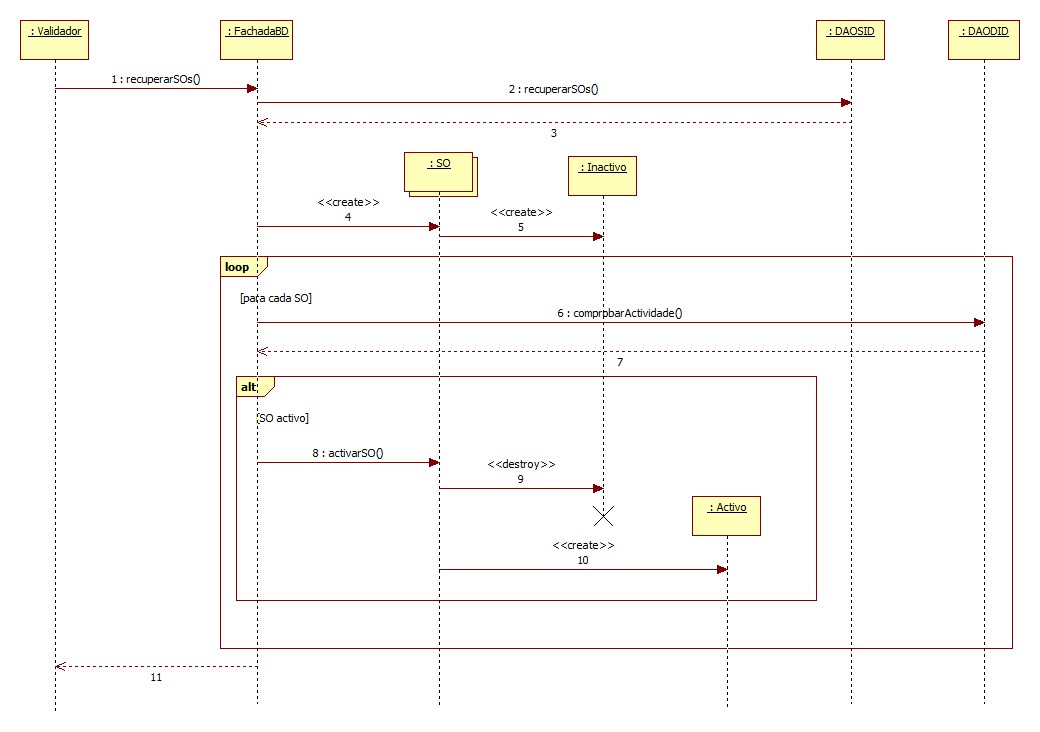 : Validador
: FachadaBD
: DAOSID
: DAODID
1 : recuperarSOs()
2 : recuperarSOs()
3
: SO
: Inactivo
<<create>>
4
<<create>>
5
loop
[para cada SO]
6 : comprobarActividade()
7
alt
[SO activo]
8 : activarSO()
<<destroy>>
9
: Activo
<<create>>
10
11